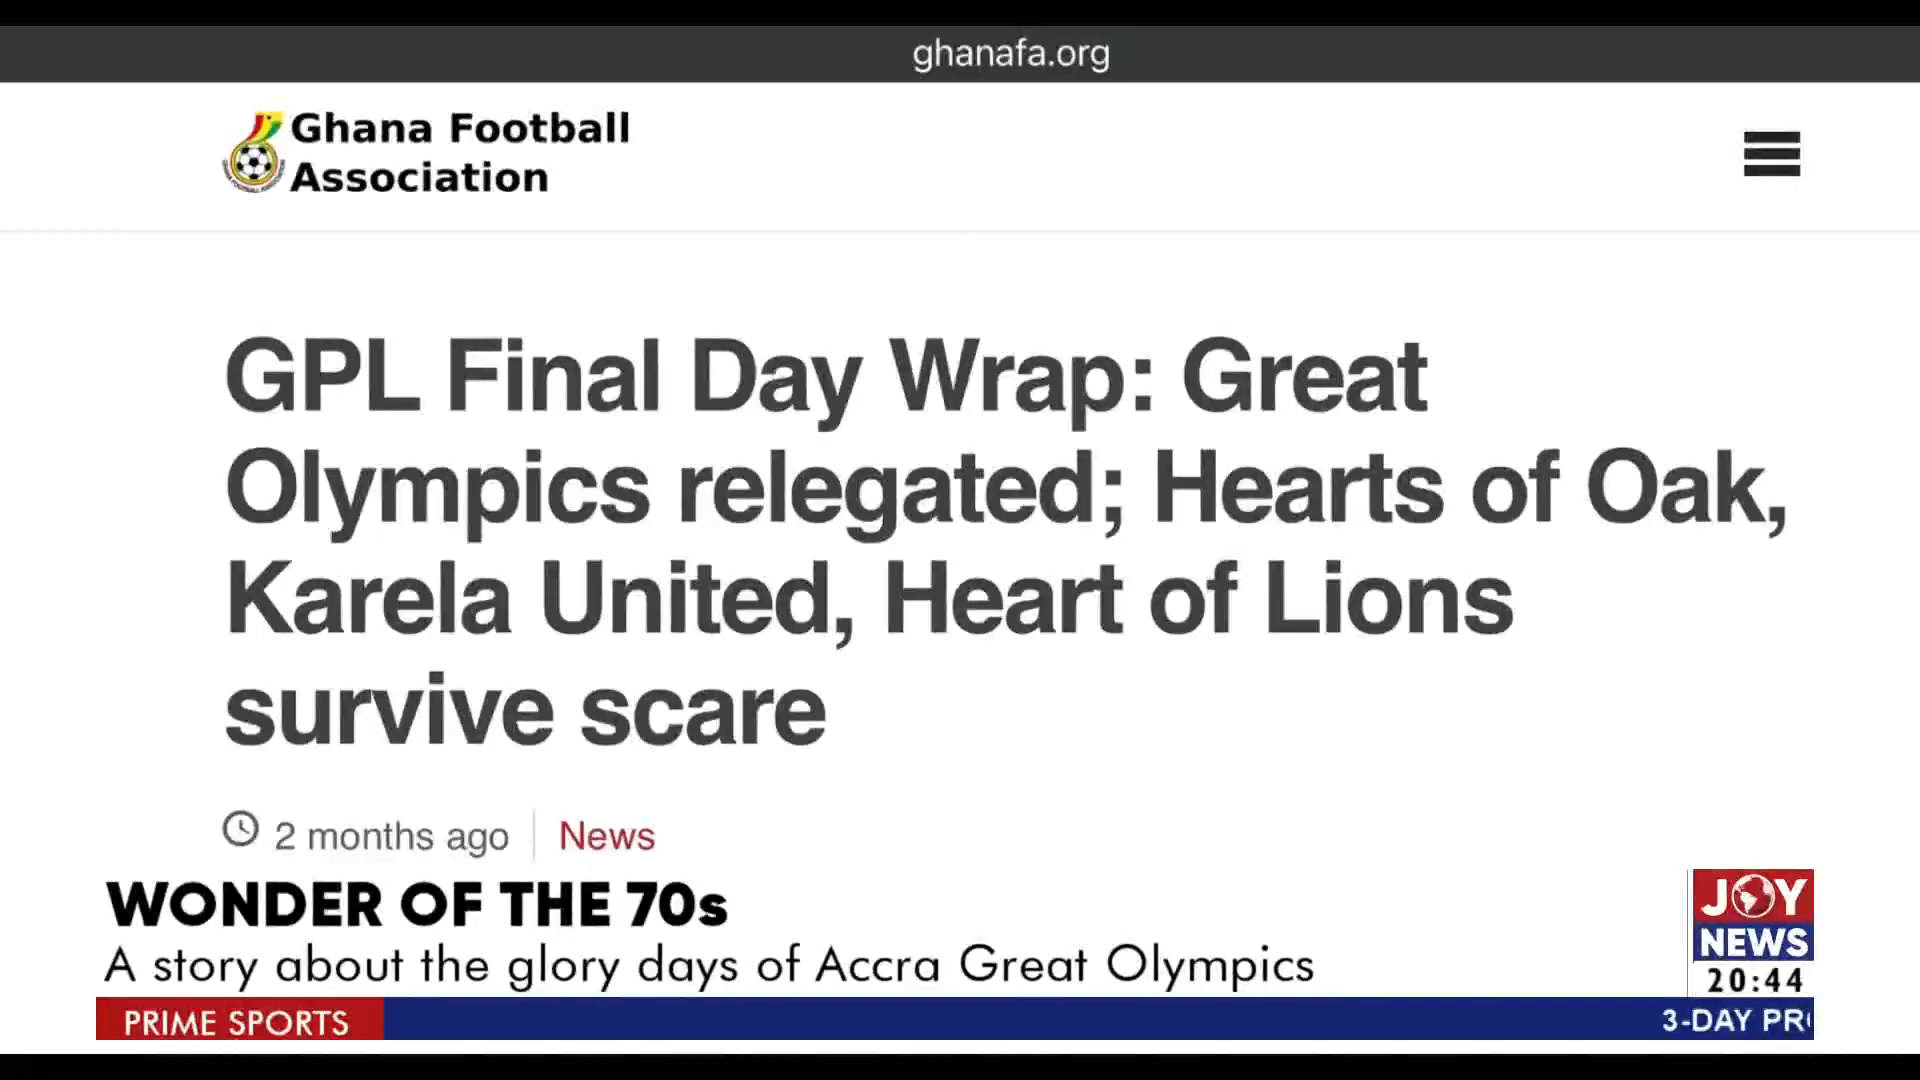 ghanafa.org
Ghana Football
Association
GPL Final Day Wrap: Great
Olympics relegated; Hearts of Oak,
Karela United, Heart of Lions
survive scare
2 months ago
News
WONDER OF THE 70s
A story about the glory days of Accra Great Olympics
JOY
NEWS
20:44
PRIME SPORTS
3-DAY